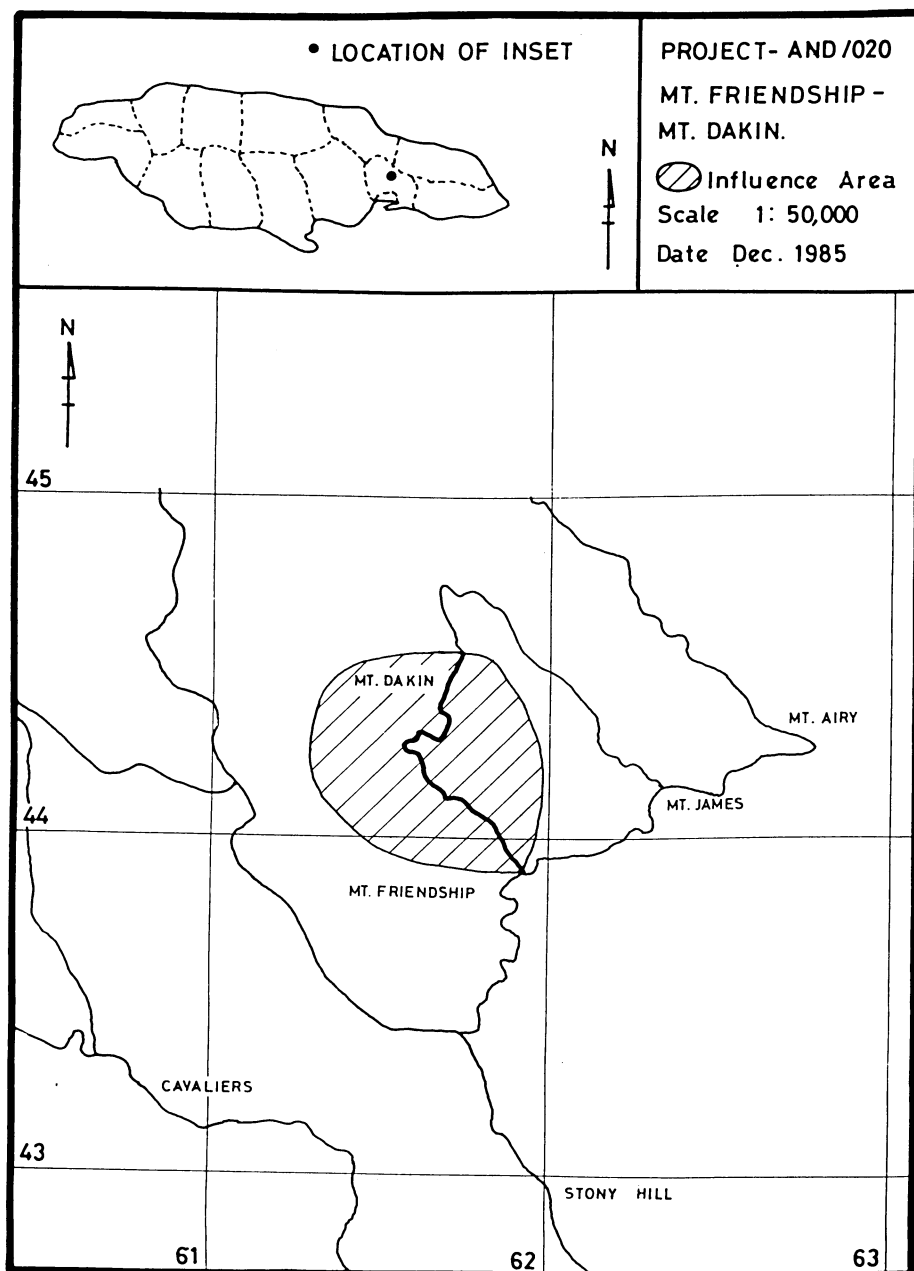 • LOCATION OF INSET
N
PROJECT- AND/020
MT. FRIENDSHIP -
MT. DAKIN.
Influence Area
Scale 1: 50,000
Date Dec. 1985
N
45
MT. DAKIN
MT. AIRY
MT. JAMES
44
MT. FRIENDSHIP
CAVALIERS
43
STONY HILL
61
62
63